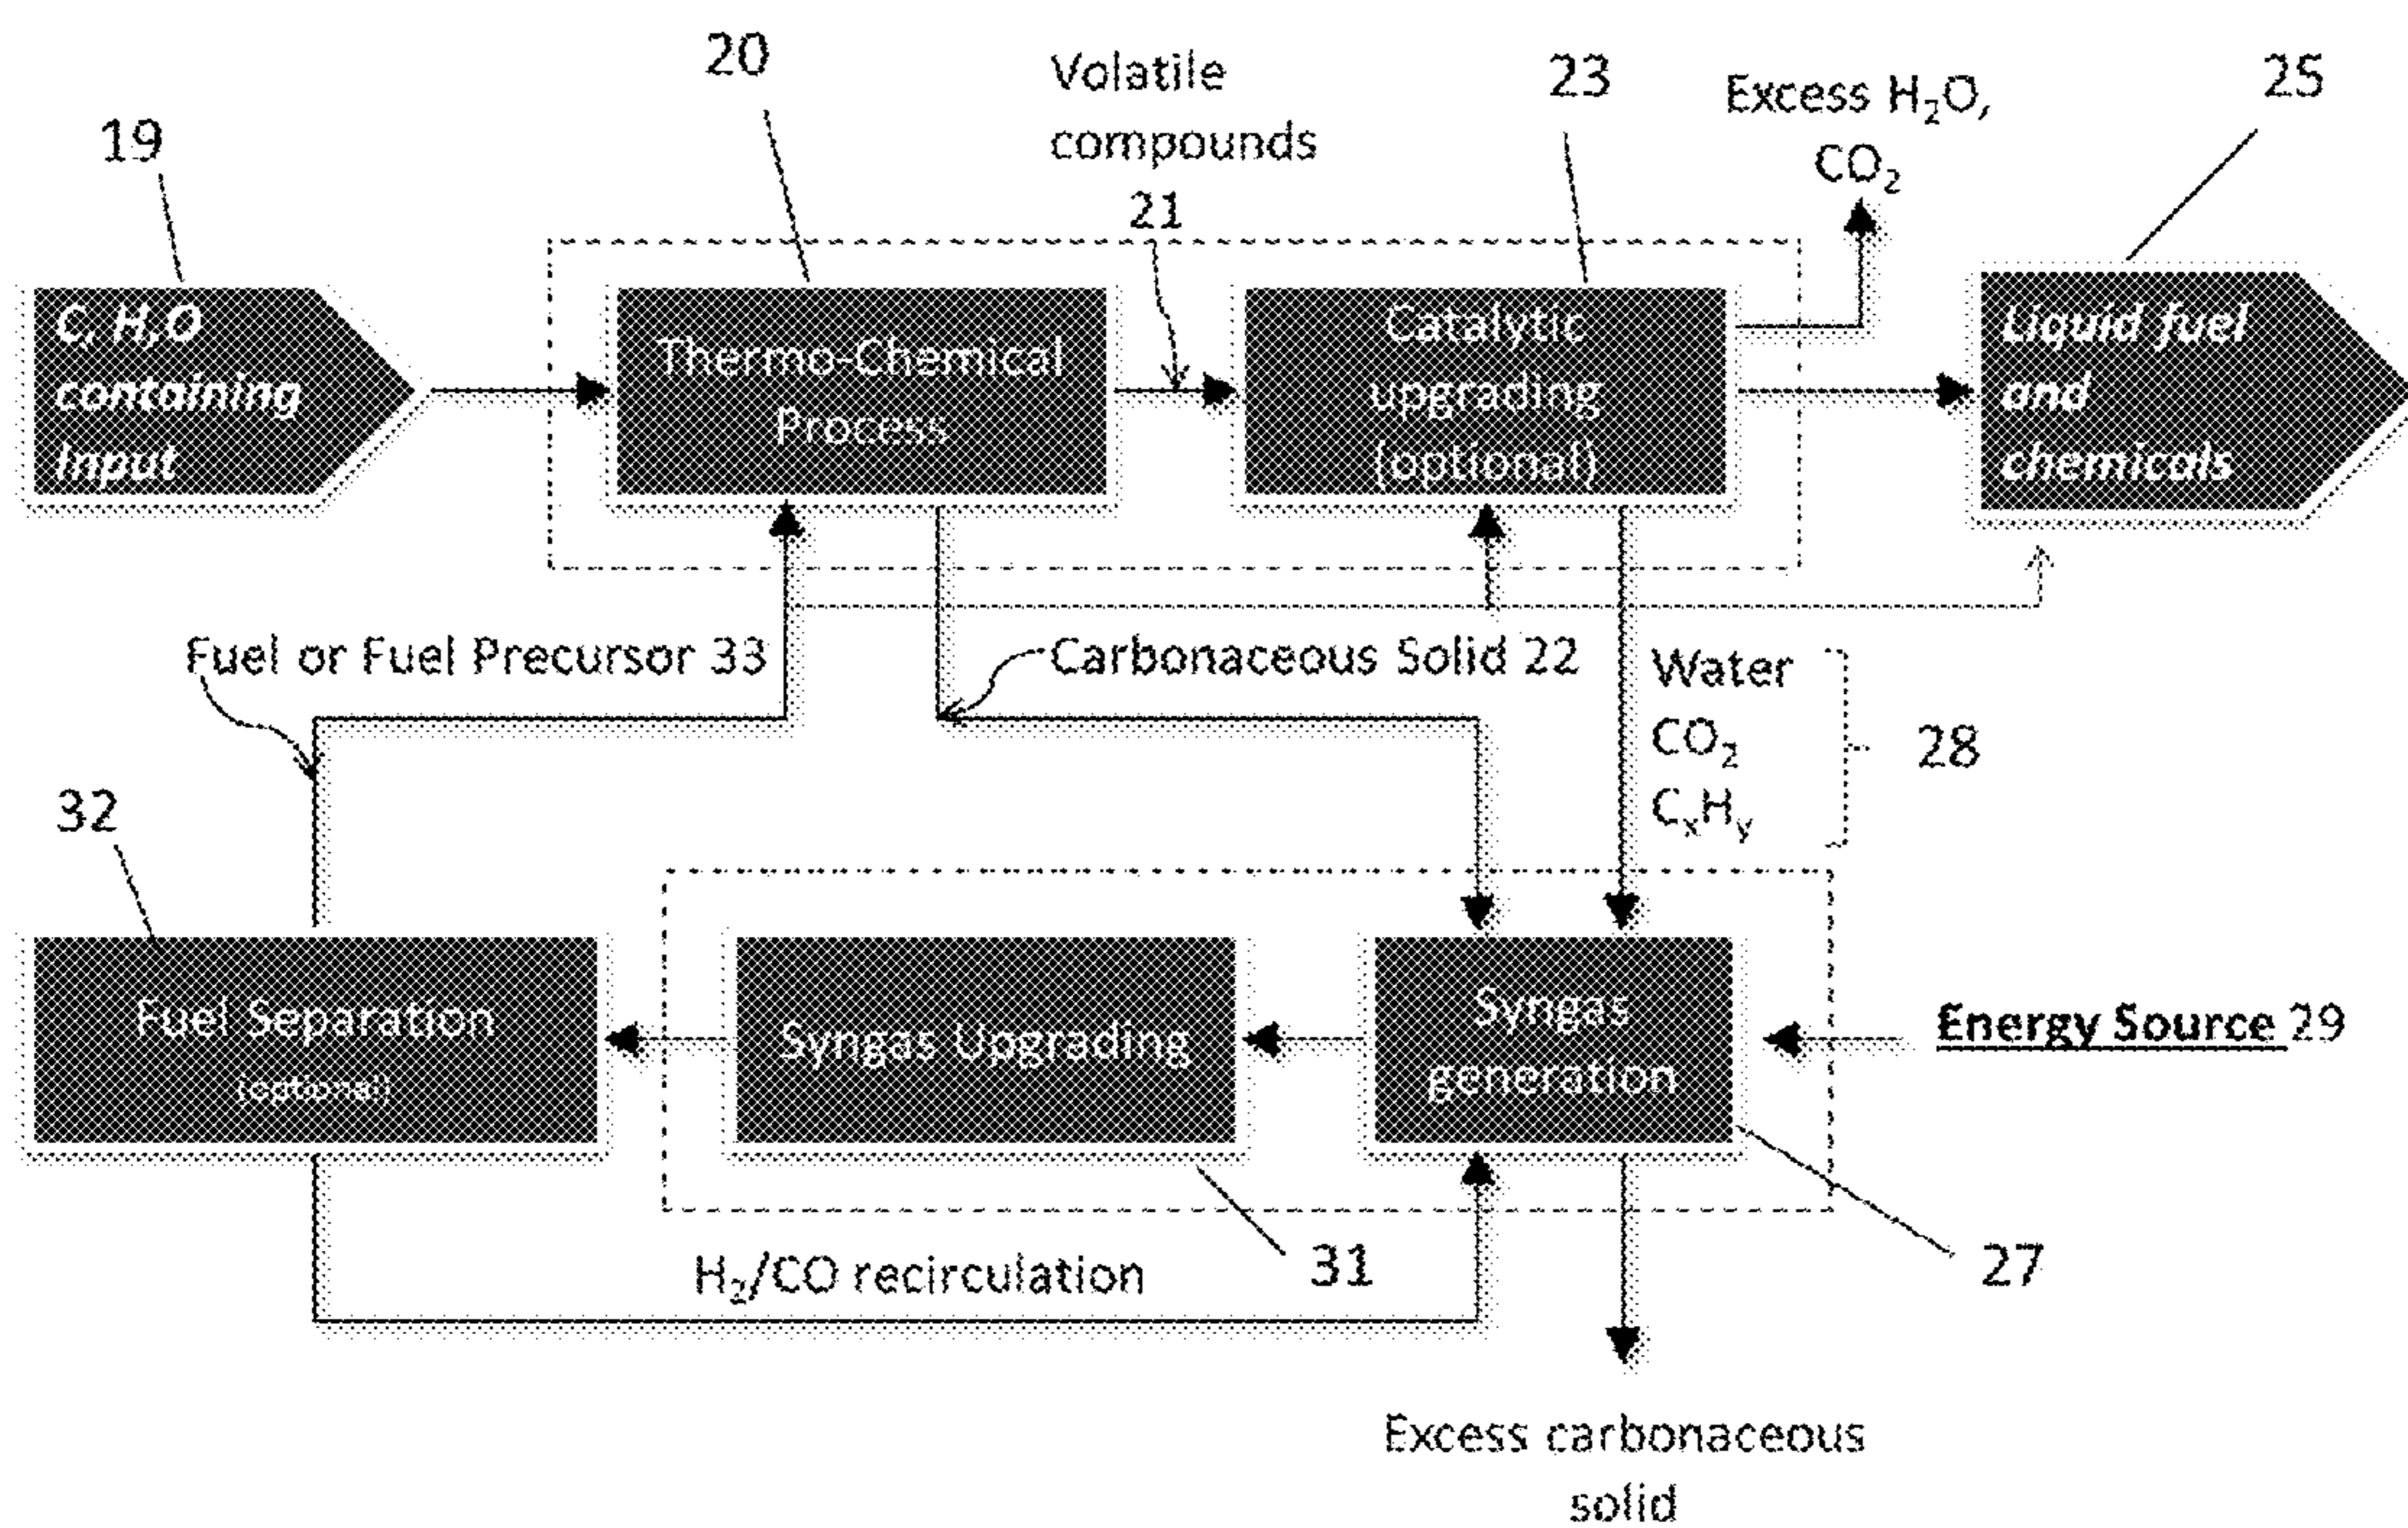 20
Volatile
compounds
21
23
Excess H₂O,
CO₂
25
19
C, H,O
containing
Input
Thermo-Chemical
Process
Catalytic
upgrading
(optional)
Liquid fuel
and
chemicals
Fuel or Fuel Precursor 33
Carbonaceous Solid 22
Water
CO₂
CₓHᵧ
28
32
Fuel Separation
(optional)
Syngas Upgrading
Syngas
generation
Energy Source 29
H₂/CO recirculation
31
27
Excess carbonaceous
solid